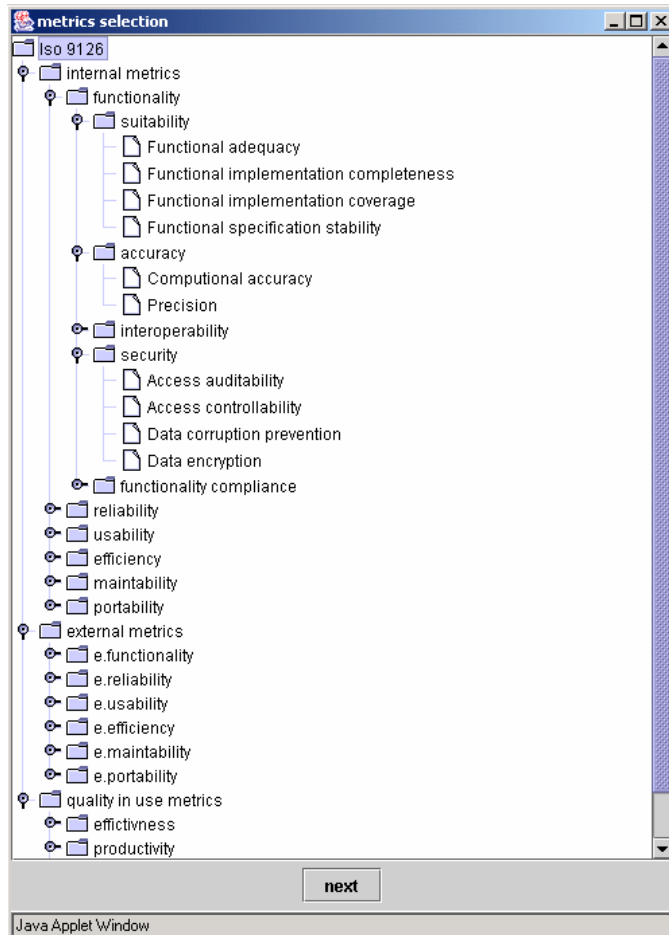 metrics selection
Iso 9126
internal metrics
functionality
suitability
Functional adequacy
Functional implementation completeness
Functional implementation coverage
Functional specification stability
accuracy
Computional accuracy
Precision
interoperability
security
Access auditability
Access controllability
Data corruption prevention
Data encryption
functionality compliance
reliability
usability
efficiency
maintability
portability
external metrics
e.functionality
e.reliability
e.usability
e.efficiency
e.maintability
e.portability
quality in use metrics
effictivness
productivity
next
Java Applet Window